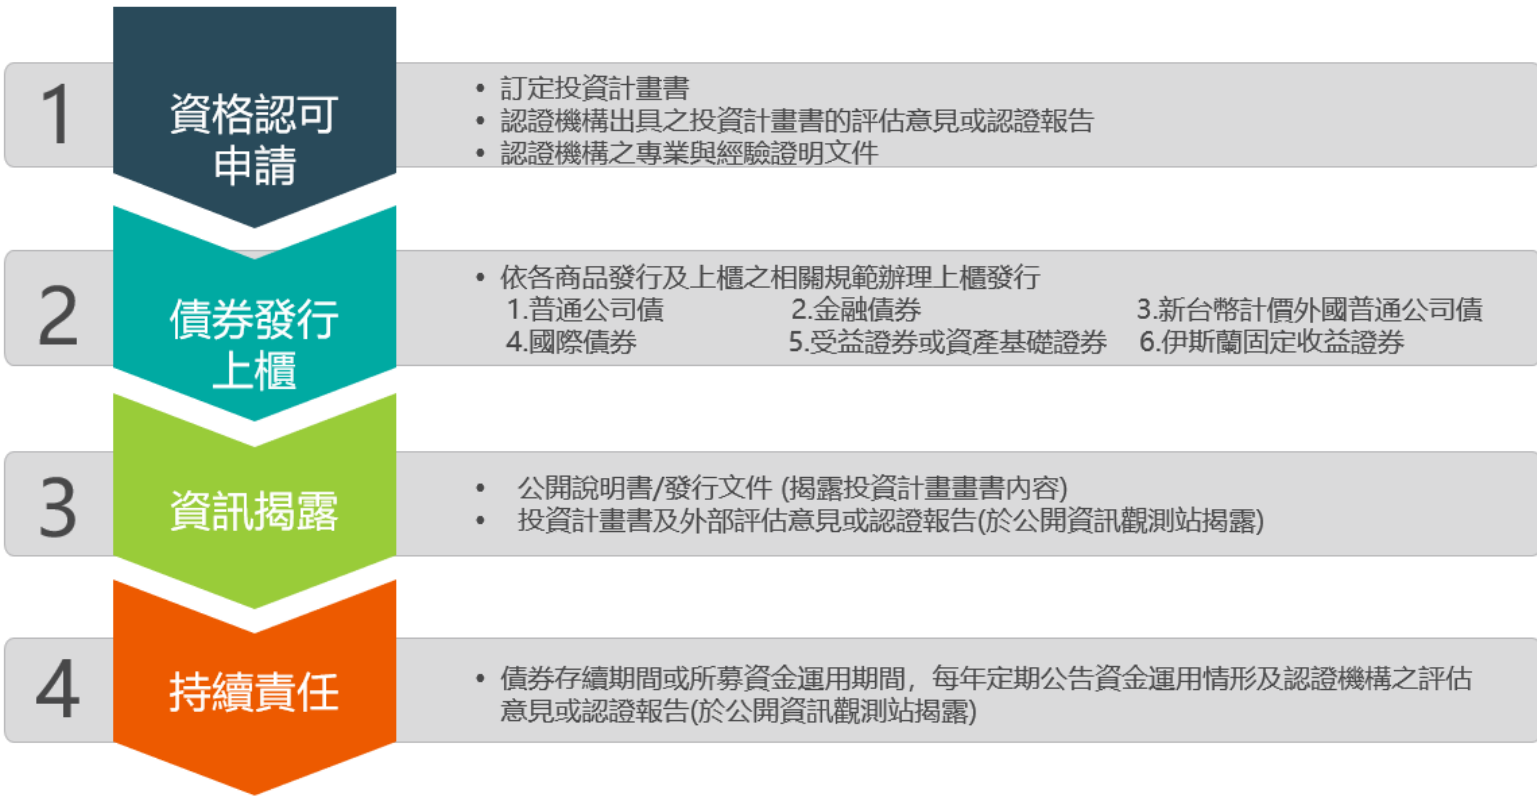 1
資格認可
申請
• 訂定投資計畫書
• 認證機構出具之投資計畫書的評估意見或認證報告
• 認證機構之專業與經驗證明文件
2
債券發行
上櫃
• 依各商品發行及上櫃之相關規範辦理上櫃發行
1.普通公司債 2.金融債券 3.新台幣計價外國普通公司債
4.國際債券 5.受益證券或資產基礎證券 6.伊斯蘭固定收益證券
3
資訊揭露
• 公開說明書/發行文件 (揭露投資計畫畫書內容)
• 投資計畫書及外部評估意見或認證報告(於公開資訊觀測站揭露)
4
持續責任
• 債券存續期間或所募資金運用期間，每年定期公告資金運用情形及認證機構之評估
意見或認證報告(於公開資訊觀測站揭露)